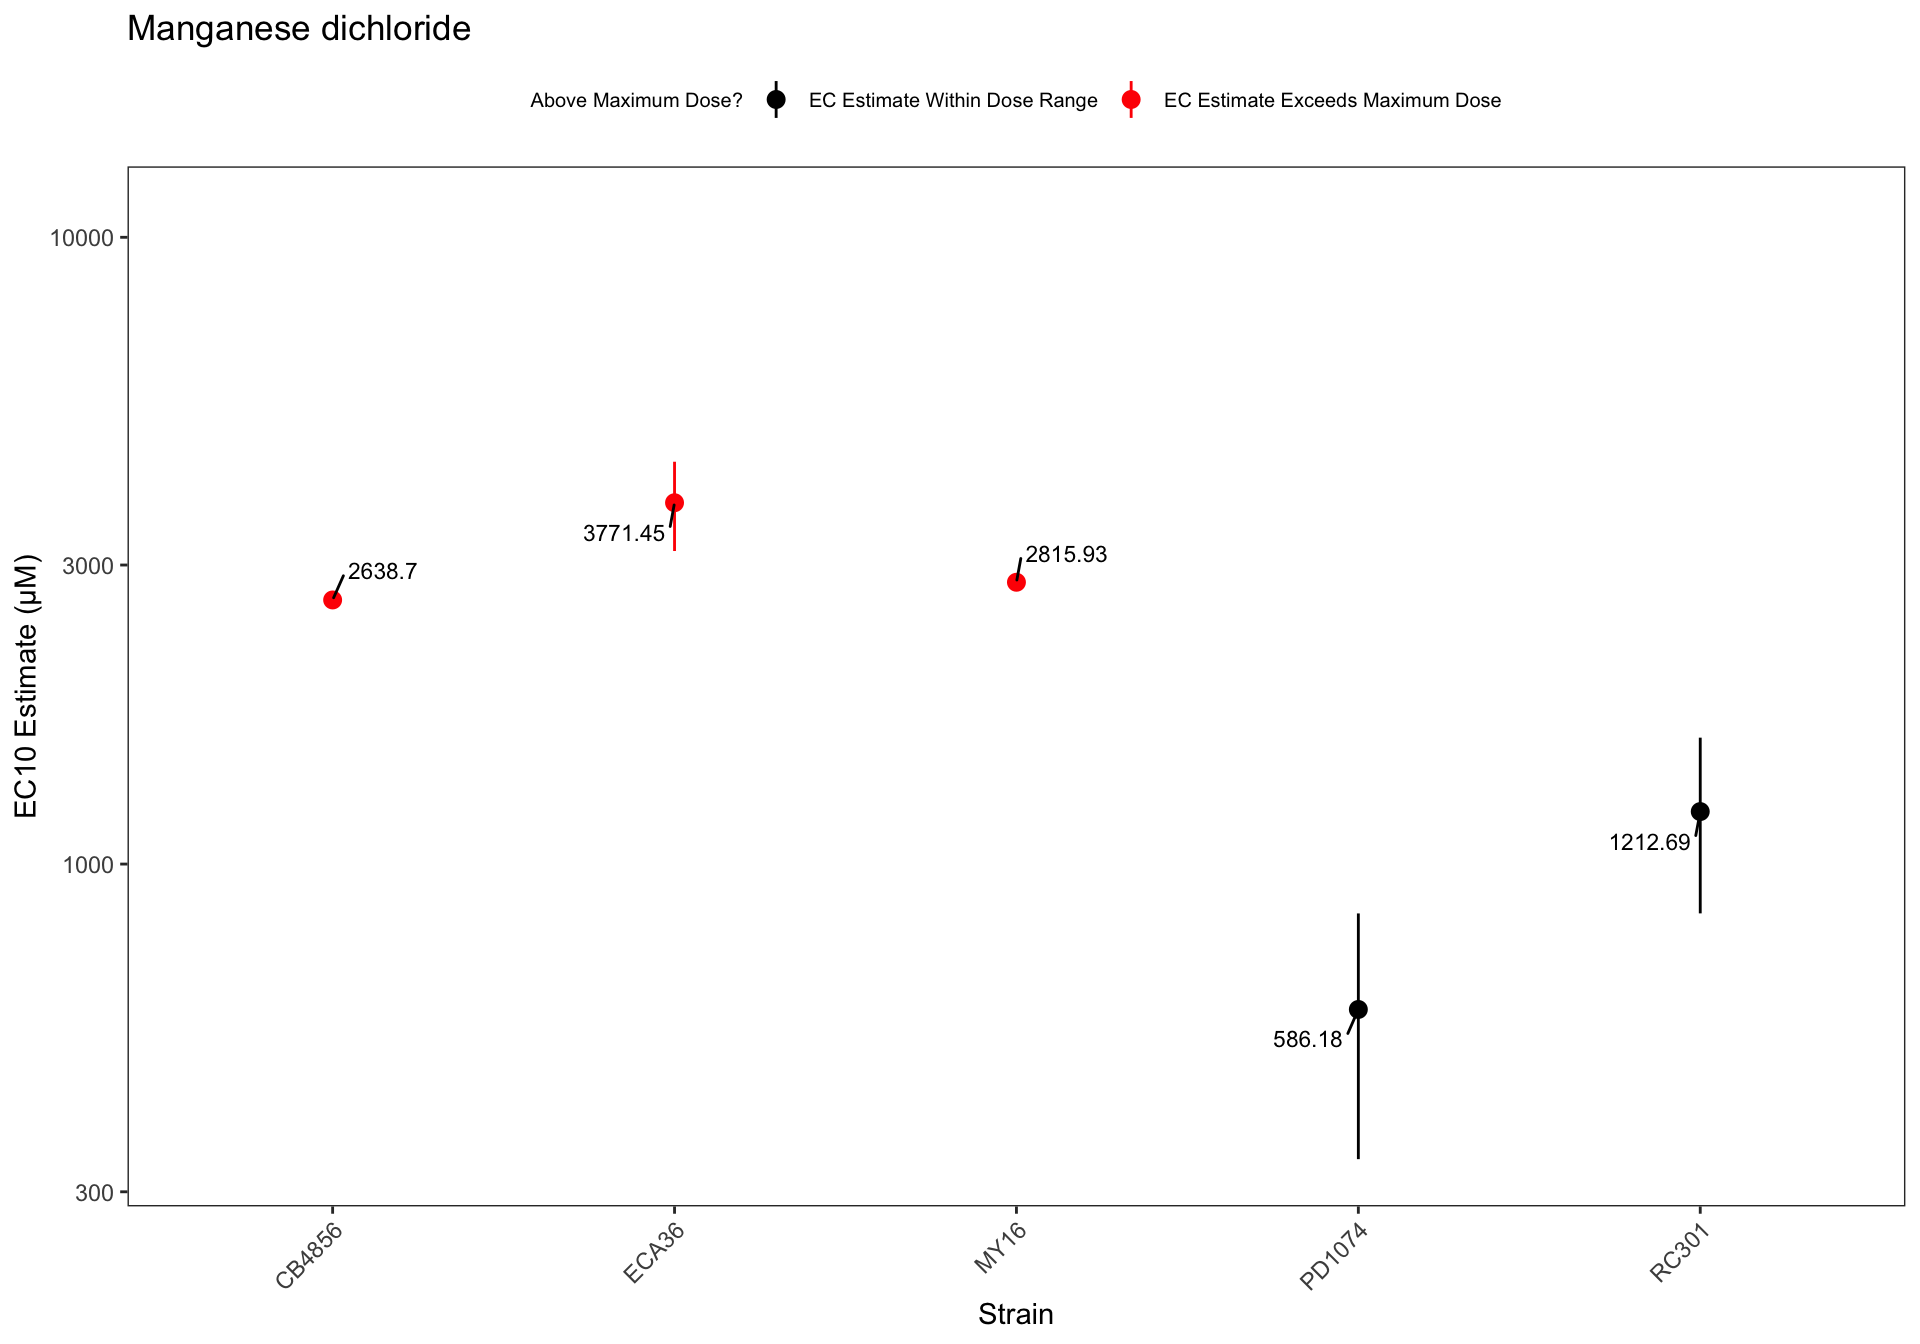 Manganese dichloride
Above Maximum Dose? EC Estimate Within Dose Range EC Estimate Exceeds Maximum Dose
EC10 Estimate (µM)
10000
3000
1000
300
2638.7
3771.45
2815.93
586.18
1212.69
CB4856
ECA36
MY16
PD1074
RC301
Strain